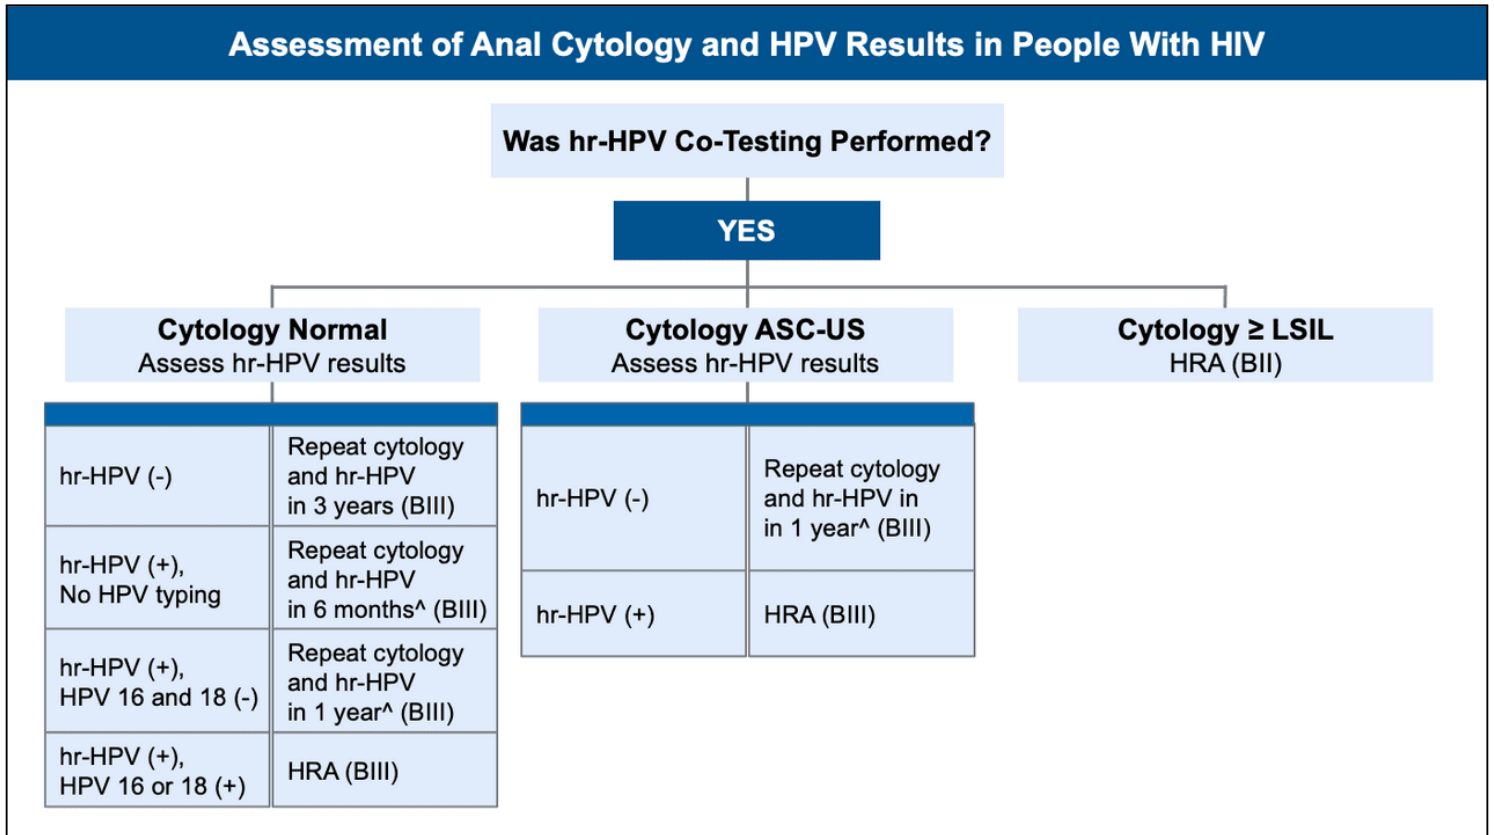 Assessment of Anal Cytology and HPV Results in People With HIV
Was hr-HPV Co-Testing Performed?
YES
Cytology Normal
Assess hr-HPV results
hr-HPV (-)
Repeat cytology
and hr-HPV
in 3 years (BIII)
hr-HPV (+),
No HPV typing
Repeat cytology
and hr-HPV
in 6 months^ (BIII)
hr-HPV (+),
HPV 16 and 18 (-)
Repeat cytology
and hr-HPV
in 1 year^ (BIII)
hr-HPV (+),
HPV 16 or 18 (+)
HRA (BIII)
Cytology ASC-US
Assess hr-HPV results
hr-HPV (-)
Repeat cytology
and hr-HPV in
in 1 year^ (BIII)
hr-HPV (+)
HRA (BIII)
Cytology ≥ LSIL
HRA (BII)